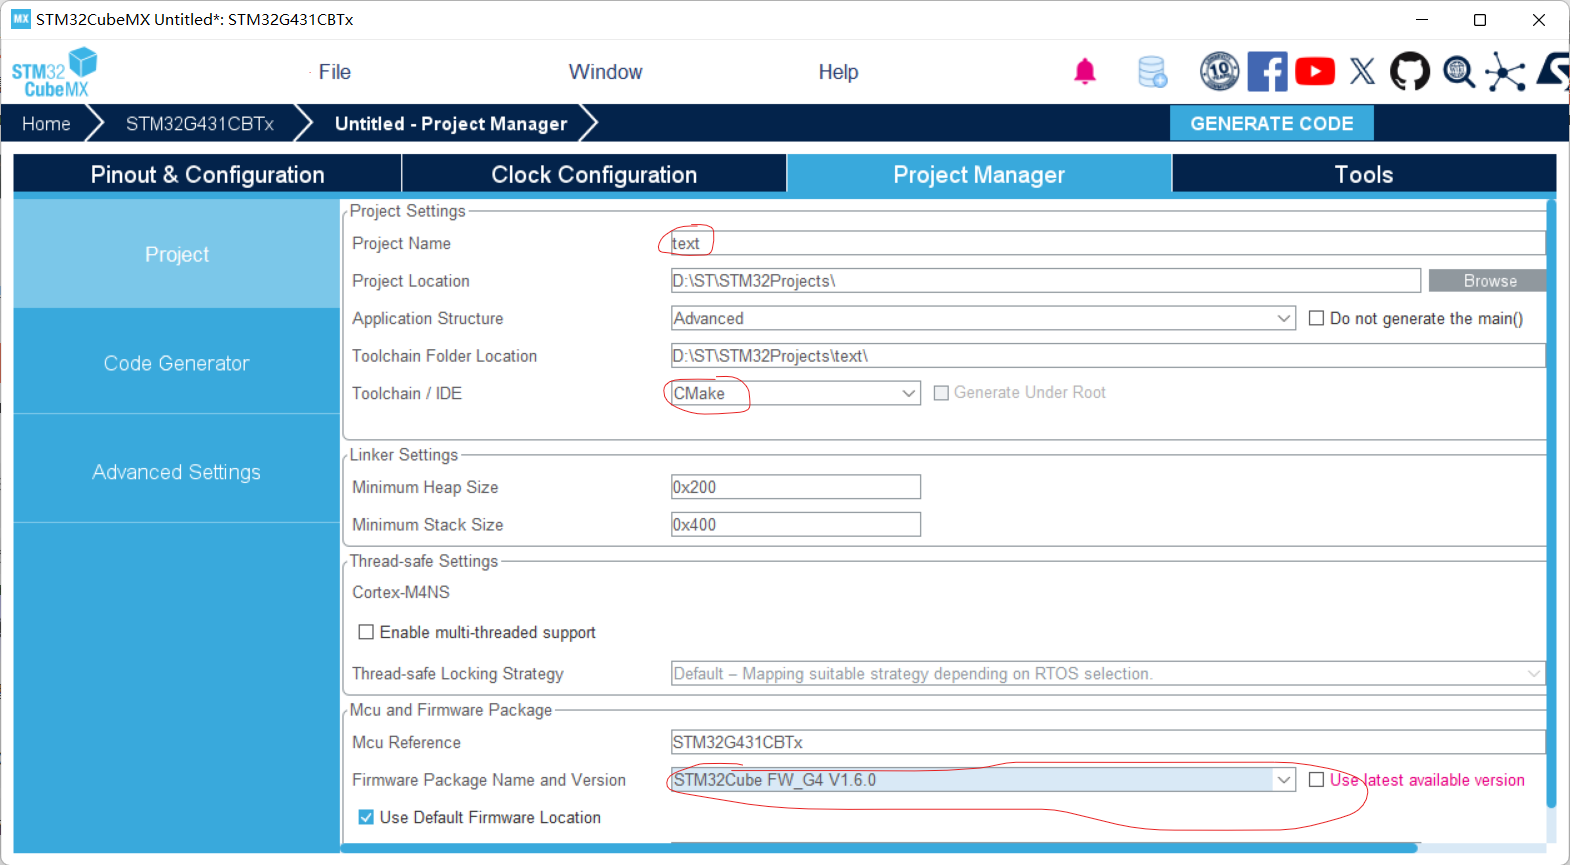 MX STM32CubeMX Untitled*: STM32G431CBTx
STM32 CubeMX
File Window Help
10
Home STM32G431CBTx Untitled - Project Manager GENERATE CODE
Pinout & Configuration Clock Configuration Project Manager Tools
Project
Code Generator
Advanced Settings
Project Settings
Project Name text
Project Location D:\ST\STM32Projects\ Browse
Application Structure Advanced Do not generate the main()
Toolchain Folder Location D:\ST\STM32Projects\text\
Toolchain / IDE CMake Generate Under Root
Linker Settings
Minimum Heap Size 0x200
Minimum Stack Size 0x400
Thread-safe Settings
Cortex-M4NS
Enable multi-threaded support
Thread-safe Locking Strategy Default – Mapping suitable strategy depending on RTOS selection.
Mcu and Firmware Package
Mcu Reference STM32G431CBTx
Firmware Package Name and Version STM32Cube FW_G4 V1.6.0 Use latest available version
Use Default Firmware Location